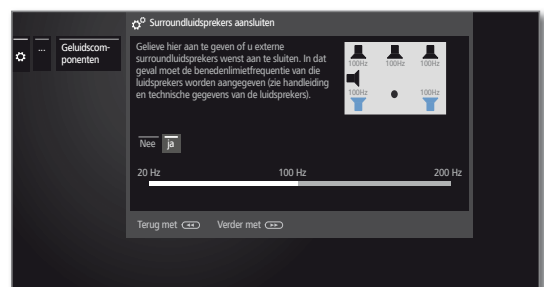 Surroundluidsprekers aansluiten
...
Geluidscom-
ponenten
Gelieve hier aan te geven of u externe
surroundluidsprekers wenst aan te sluiten. In dat
geval moet de benedenlimietfrequentie van die
luidsprekers worden aangegeven (zie handleiding
en technische gegevens van de luidsprekers).
100Hz 100Hz 100Hz
100Hz 100Hz
Nee ja
20 Hz 100 Hz 200 Hz
Terug met Verder met